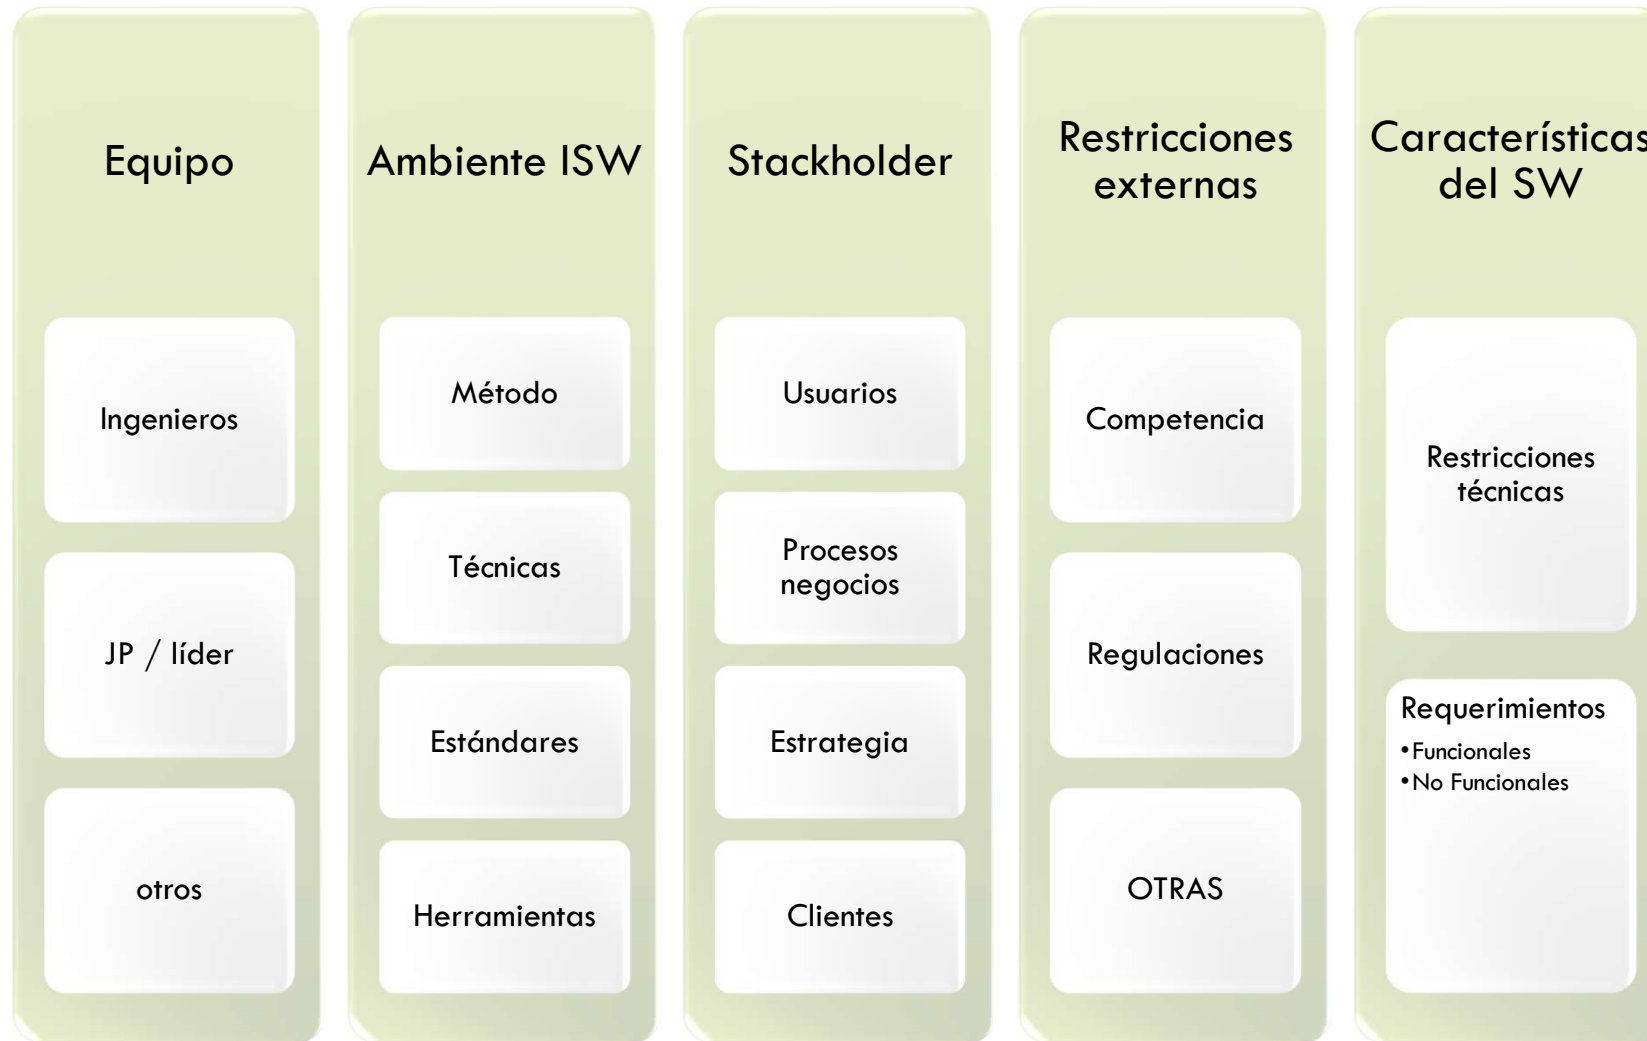 Equipo
Ingenieros
JP / líder
otros
Ambiente ISW
Método
Técnicas
Estándares
Herramientas
Stackholder
Usuarios
Procesos
negocios
Estrategia
Clientes
Restricciones
externas
Competencia
Regulaciones
OTRAS
Característícas
del SW
Restricciones
técnicas
Requerimientos
•Funcionales
•No Funcionales